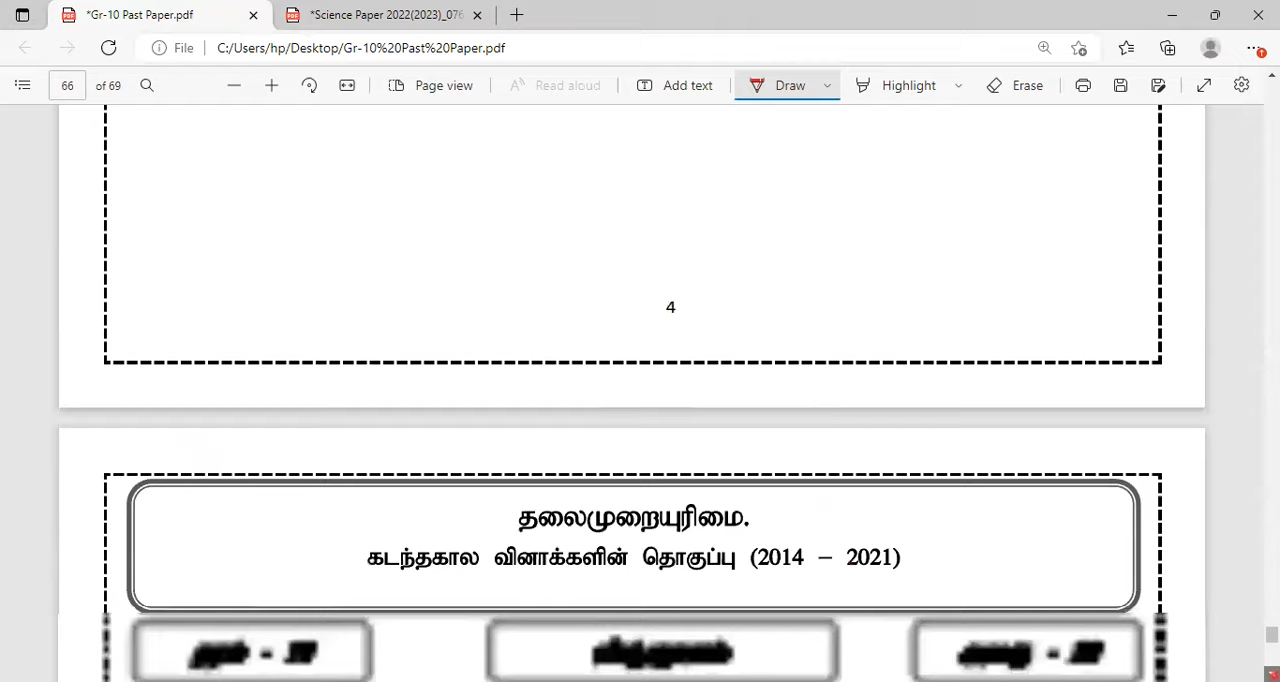 *Gr-10 Past Paper.pdf
*Science Paper 2022(2023)_076
File
C:/Users/hp/Desktop/Gr-10%20Past%20Paper.pdf
66 of 69
Page view
Read aloud
Add text
Draw
Highlight
Erase
4
தலைமுறையுரிமை.
கடந்தகால வினாக்களின் தொகுப்பு (2014 – 2021)